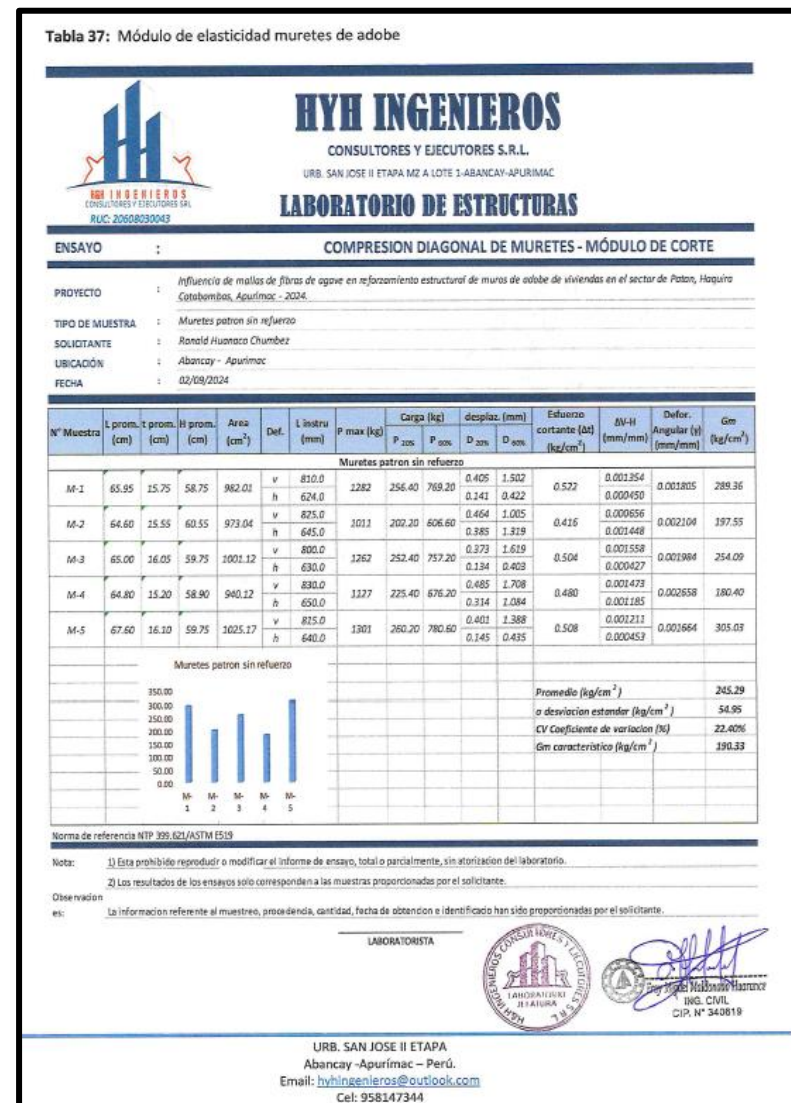 Tabla 37: Módulo de elasticidad muretes de adobe
HYH INGENIEROS
CONSULTORES Y EJECUTORES S.R.L.
URB. SAN JOSE II ETAPA MZ A LOTE 1-ABANCAY-APURIMAC
H&H INGENIEROS
CONSULTORES Y EJECUTORES SRL
RUC: 20608030043
LABORATORIO DE ESTRUCTURAS
ENSAYO : COMPRESION DIAGONAL DE MURETES - MÓDULO DE CORTE
PROYECTO : Influencia de mallas de fibras de agave en reforzamiento estructural de muros de adobe de viviendas en el sector de Patan, Haquira
Cotabambas, Apurimac - 2024.
TIPO DE MUESTRA : Muretes patron sin refuerzo
SOLICITANTE : Ronald Huanaco Chumbez
UBICACIÓN : Abancay - Apurimac
FECHA : 02/09/2024
N° Muestra L prom. (cm) t prom. (cm) H prom. (cm) Area (cm²) Def. L instru (mm) P max (kg) Carga (kg) P 20% P 60% desplaz. (mm) D 20% D 60% Esfuerzo cortante (Δt) (kg/cm²) ΔV-H (mm/mm) Defor. Angular (γ) (mm/mm) Gm (kg/cm²)
Muretes patron sin refuerzo
M-1 65.95 15.75 58.75 982.01 v 810.0 1282 256.40 769.20 0.405 1.502 0.522 0.001354 0.001805 289.36
h 624.0 0.141 0.422 0.000450
M-2 64.60 15.55 60.55 973.04 v 825.0 1011 202.20 606.60 0.464 1.005 0.416 0.000656 0.002104 197.55
h 645.0 0.385 1.319 0.001448
M-3 65.00 16.05 59.75 1001.12 v 800.0 1262 252.40 757.20 0.373 1.619 0.504 0.001558 0.001984 254.09
h 630.0 0.134 0.403 0.000427
M-4 64.80 15.20 58.90 940.12 v 830.0 1127 225.40 676.20 0.485 1.708 0.480 0.001473 0.002658 180.40
h 650.0 0.314 1.084 0.001185
M-5 67.60 16.10 59.75 1025.17 v 815.0 1301 260.20 780.60 0.401 1.388 0.508 0.001211 0.001664 305.03
h 640.0 0.145 0.435 0.000453
Muretes patron sin refuerzo
350.00
300.00
250.00
200.00
150.00
100.00
50.00
0.00
M-1 M-2 M-3 M-4 M-5
Promedio (kg/cm²) 245.29
σ desviacion estandar (kg/cm²) 54.95
CV Coeficiente de variacion (%) 22.40%
Gm caracteristico (kg/cm²) 190.33
Norma de referencia NTP 399.621/ASTM E519
Nota: 1) Esta prohibido reproducir o modificar el informe de ensayo, total o parcialmente, sin atorizacion del laboratorio.
2) Los resultados de los ensayos solo corresponden a las muestras proporcionadas por el solicitante.
Observacion
es: La informacion referente al muestreo, procedencia, cantidad, fecha de obtencion e identificacio han sido proporcionadas por el solicitante.
LABORATORISTA
H&H INGENIEROS CONSULTORES Y EJECUTORES S.R.L
LABORATORIO
JEFATURA
Maldonado Huarance
ING. CIVIL
CIP. N° 340819
URB. SAN JOSE II ETAPA
Abancay -Apurímac – Perú.
Email: hyhingenieros@outlook.com
Cel: 958147344